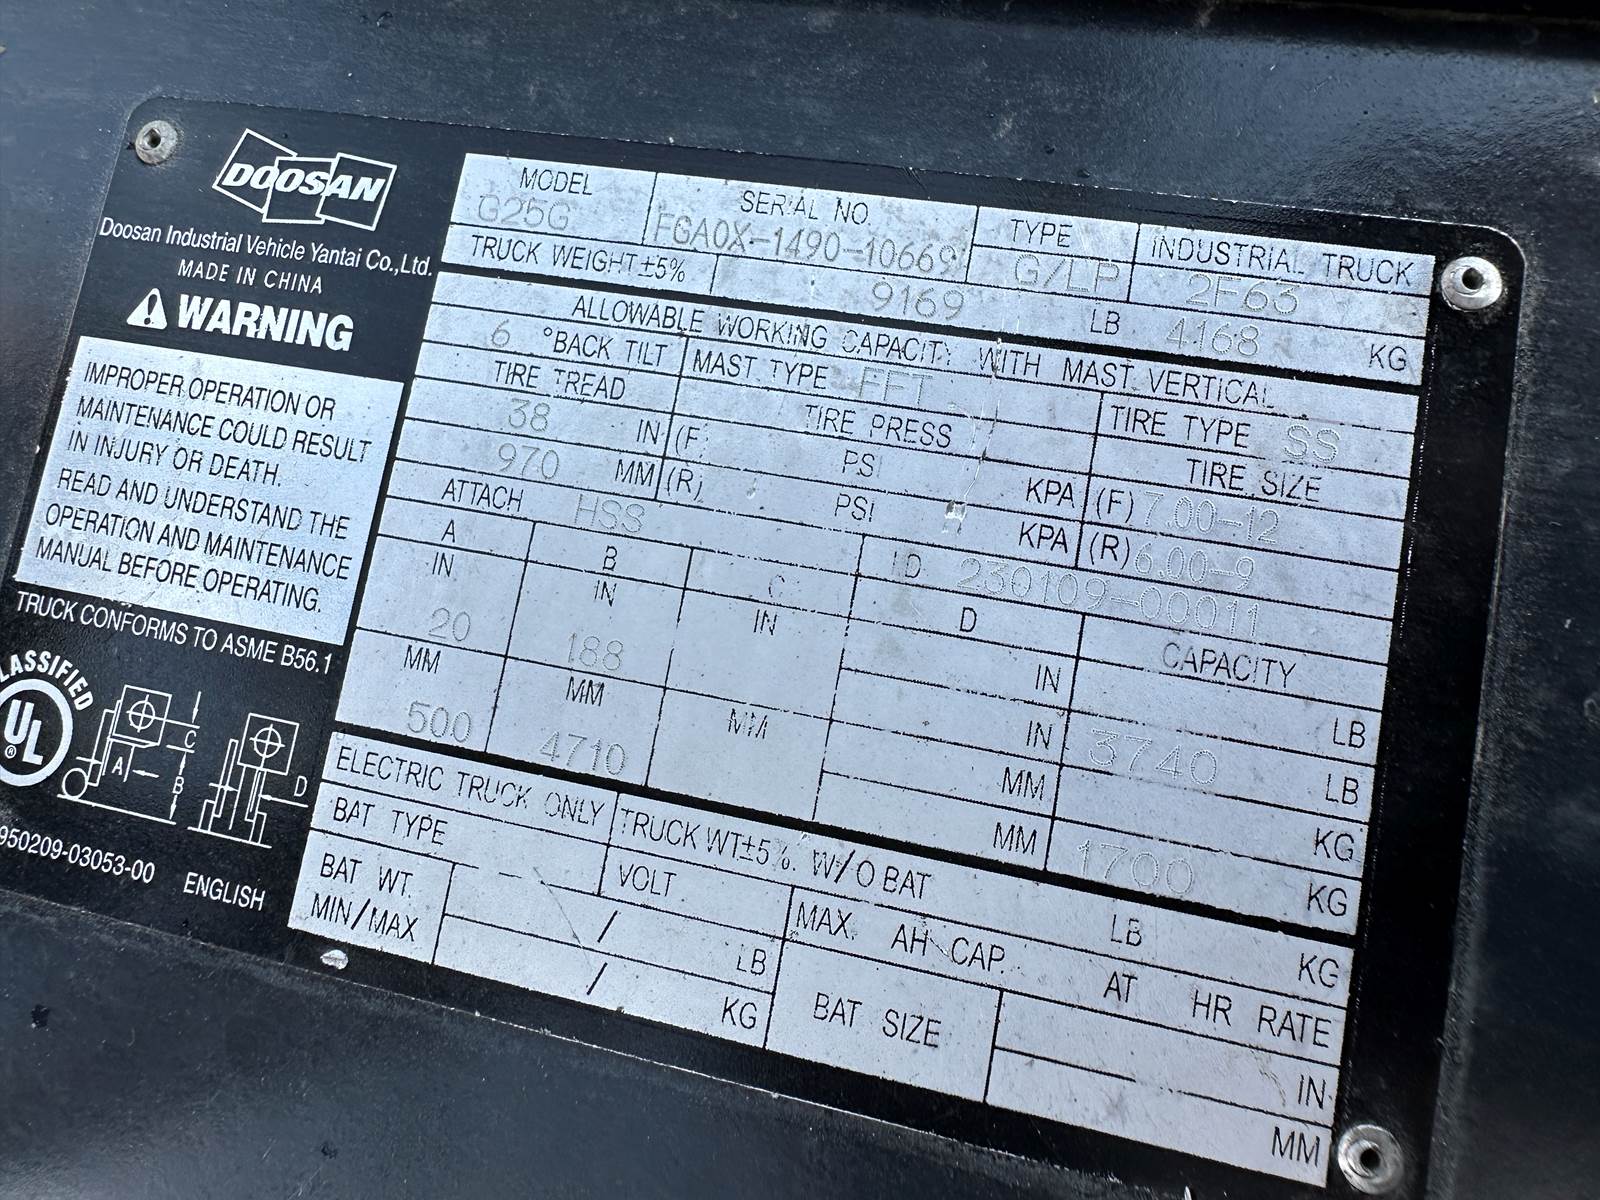 DOOSAN
Doosan Industrial Vehicle Yantai Co.,Ltd.
MADE IN CHINA
WARNING
IMPROPER OPERATION OR
MAINTENANCE COULD RESULT
IN INJURY OR DEATH.
READ AND UNDERSTAND THE
OPERATION AND MAINTENANCE
MANUAL BEFORE OPERATING.
TRUCK CONFORMS TO ASME B56.1
CLASSIFIED
UL
®
A
B
C
D
950209-03053-00 ENGLISH
MODEL SERIAL NO. TYPE INDUSTRIAL TRUCK
G25G FGA0X-1490-10669 G/LP 2F63
TRUCK WEIGHT±5% 9169 LB 4168 KG
ALLOWABLE WORKING CAPACITY WITH MAST VERTICAL
6 °BACK TILT MAST TYPE FFT TIRE TYPE SS
TIRE TREAD TIRE PRESS TIRE SIZE
38 IN (F) PSI KPA (F) 7.00-12
970 MM (R) PSI KPA (R) 6.00-9
ATTACH HSS ID 230109-00011
A B C D CAPACITY
IN IN IN IN LB
20 188 IN 3740 LB
MM MM MM MM KG
500 4710 MM 1700 KG
ELECTRIC TRUCK ONLY TRUCK WT±5%. W/O BAT LB KG
BAT TYPE VOLT MAX. AH CAP. AT HR RATE
BAT WT. / LB BAT SIZE IN
MIN/MAX / KG MM